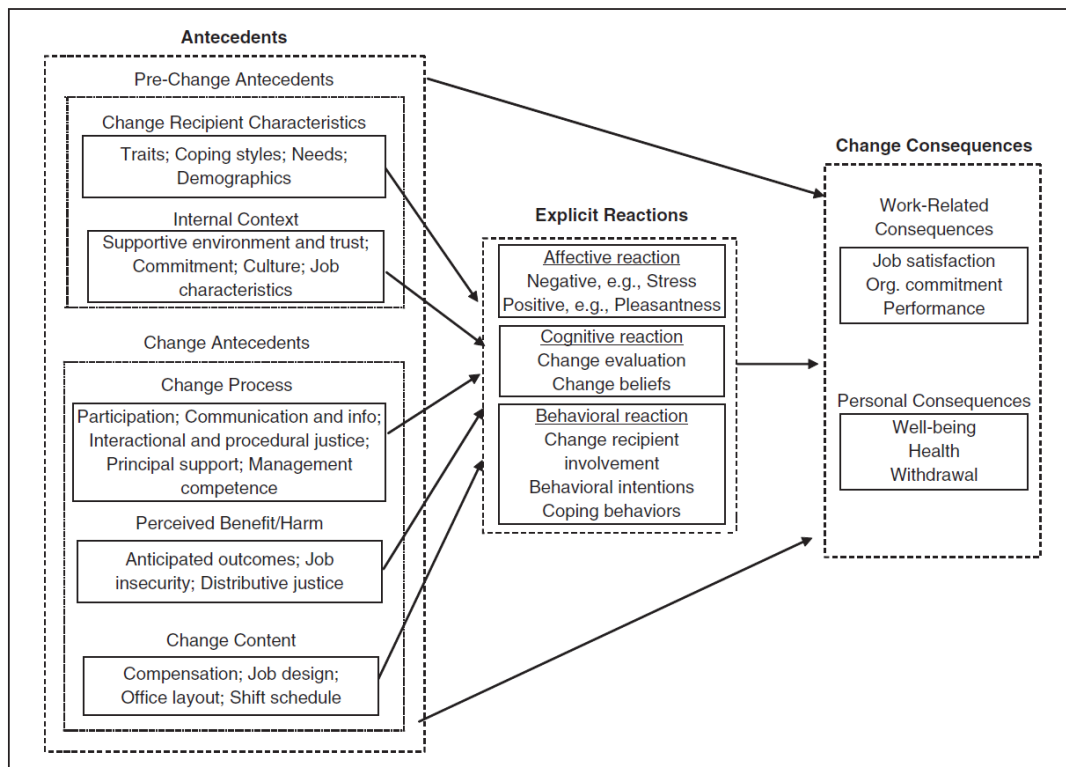 Antecedents
Pre-Change Antecedents
Change Recipient Characteristics
Traits; Coping styles; Needs;
Demographics
Internal Context
Supportive environment and trust;
Commitment; Culture; Job
characteristics
Change Antecedents
Change Process
Participation; Communication and info;
Interactional and procedural justice;
Principal support; Management
competence
Perceived Benefit/Harm
Anticipated outcomes; Job
insecurity; Distributive justice
Change Content
Compensation; Job design;
Office layout; Shift schedule
Explicit Reactions
Affective reaction
Negative, e.g., Stress
Positive, e.g., Pleasantness
Cognitive reaction
Change evaluation
Change beliefs
Behavioral reaction
Change recipient
involvement
Behavioral intentions
Coping behaviors
Change Consequences
Work-Related
Consequences
Job satisfaction
Org. commitment
Performance
Personal Consequences
Well-being
Health
Withdrawal